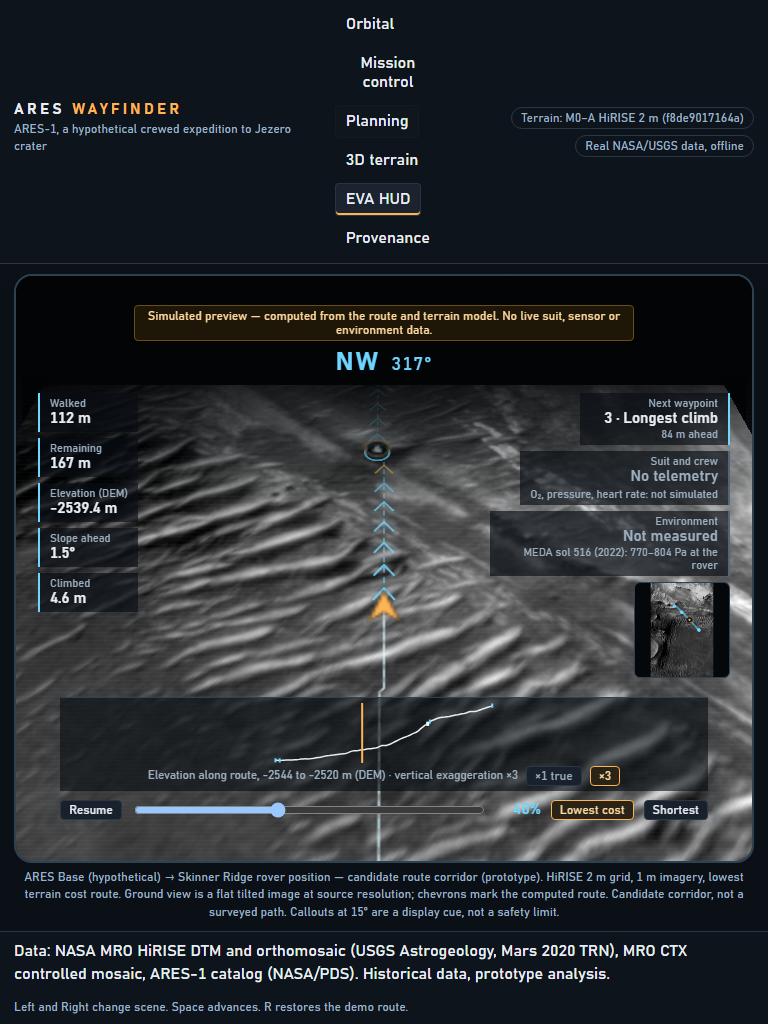 Orbital
Mission
control
ARES WAYFINDER
ARES-1, a hypothetical crewed expedition to Jezero
crater
Planning
3D terrain
EVA HUD
Provenance
Terrain: M0-A HiRISE 2 m (f8de9017164a)
Real NASA/USGS data, offline
Simulated preview — computed from the route and terrain model. No live suit, sensor or
environment data.
NW 317°
Walked
112 m
Remaining
167 m
Elevation (DEM)
-2539.4 m
Slope ahead
1.5°
Climbed
4.6 m
Next waypoint
3 · Longest climb
84 m ahead
Suit and crew
No telemetry
O₂, pressure, heart rate: not simulated
Environment
Not measured
MEDA sol 516 (2022): 770–804 Pa at the
rover
Elevation along route, -2544 to -2520 m (DEM) · vertical exaggeration ×3
×1 true
×3
Resume
40%
Lowest cost
Shortest
ARES Base (hypothetical) → Skinner Ridge rover position — candidate route corridor (prototype). HiRISE 2 m grid, 1 m imagery, lowest
terrain cost route. Ground view is a flat tilted image at source resolution; chevrons mark the computed route. Candidate corridor, not a
surveyed path. Callouts at 15° are a display cue, not a safety limit.
Data: NASA MRO HiRISE DTM and orthomosaic (USGS Astrogeology, Mars 2020 TRN), MRO CTX
controlled mosaic, ARES-1 catalog (NASA/PDS). Historical data, prototype analysis.
Left and Right change scene. Space advances. R restores the demo route.